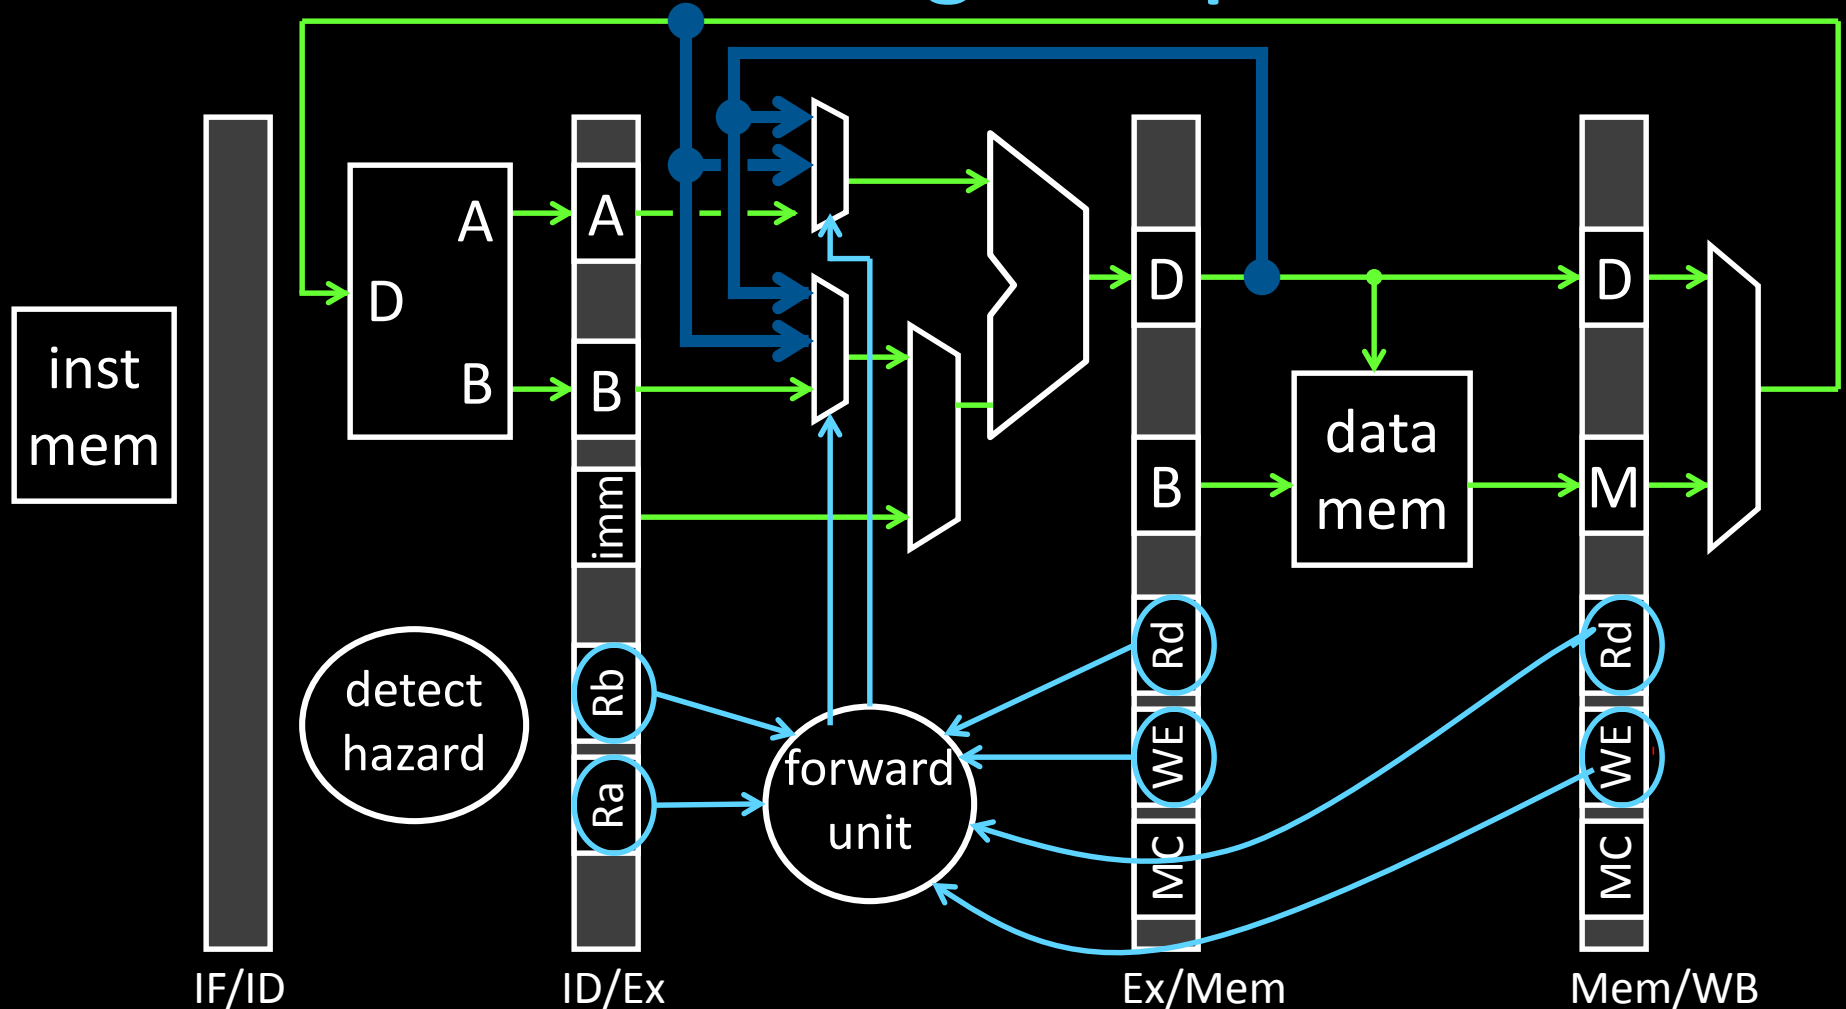 A
D
B
inst
mem
A
B
imm
D
B
data
mem
D
M
detect
hazard
Rb
Ra
forward
unit
Rd
WE
MC
Rd
WE
MC
IF/ID
ID/Ex
Ex/Mem
Mem/WB